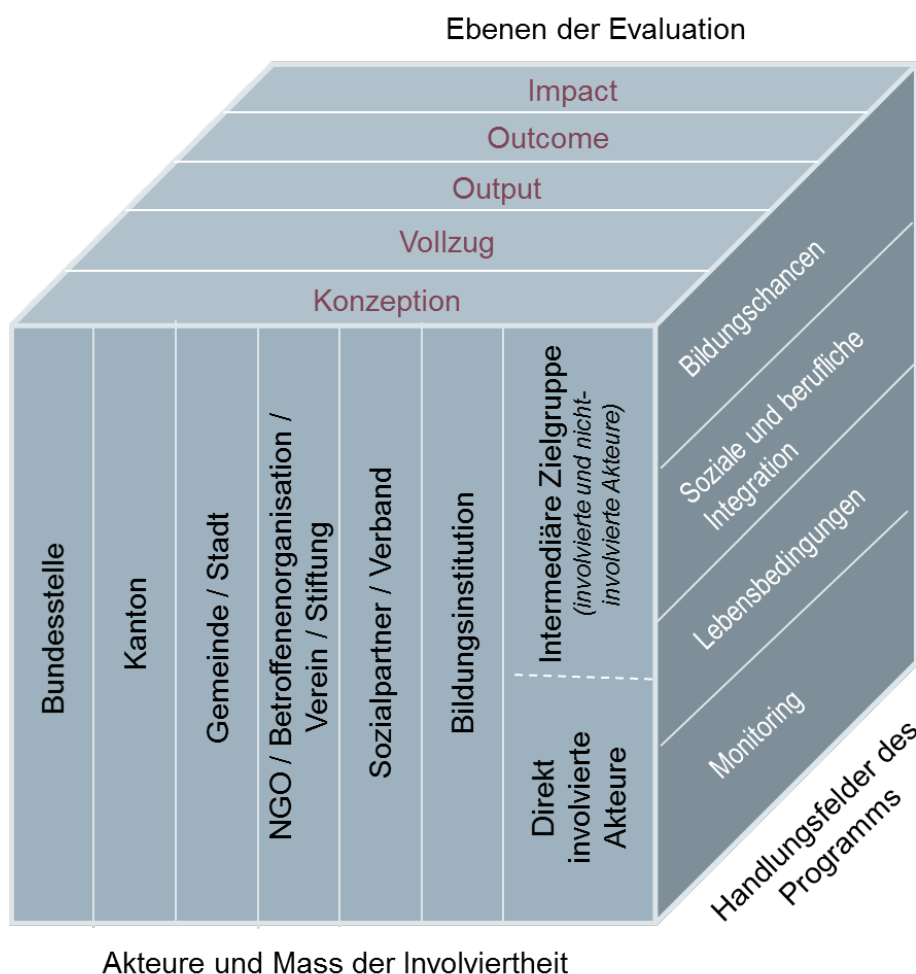 Ebenen der Evaluation
Impact
Outcome
Output
Vollzug
Konzeption
Bundesstelle
Kanton
Gemeinde / Stadt
NGO / Betroffenenorganisation /
Verein / Stiftung
Sozialpartner / Verband
Bildungsinstitution
Intermediäre Zielgruppe
(involvierte und nicht-
involvierte Akteure)
Direkt
involvierte
Akteure
Bildungschancen
Soziale und berufliche
Integration
Lebensbedingungen
Monitoring
Handlungsfelder des
Programms
Akteure und Mass der Involviertheit